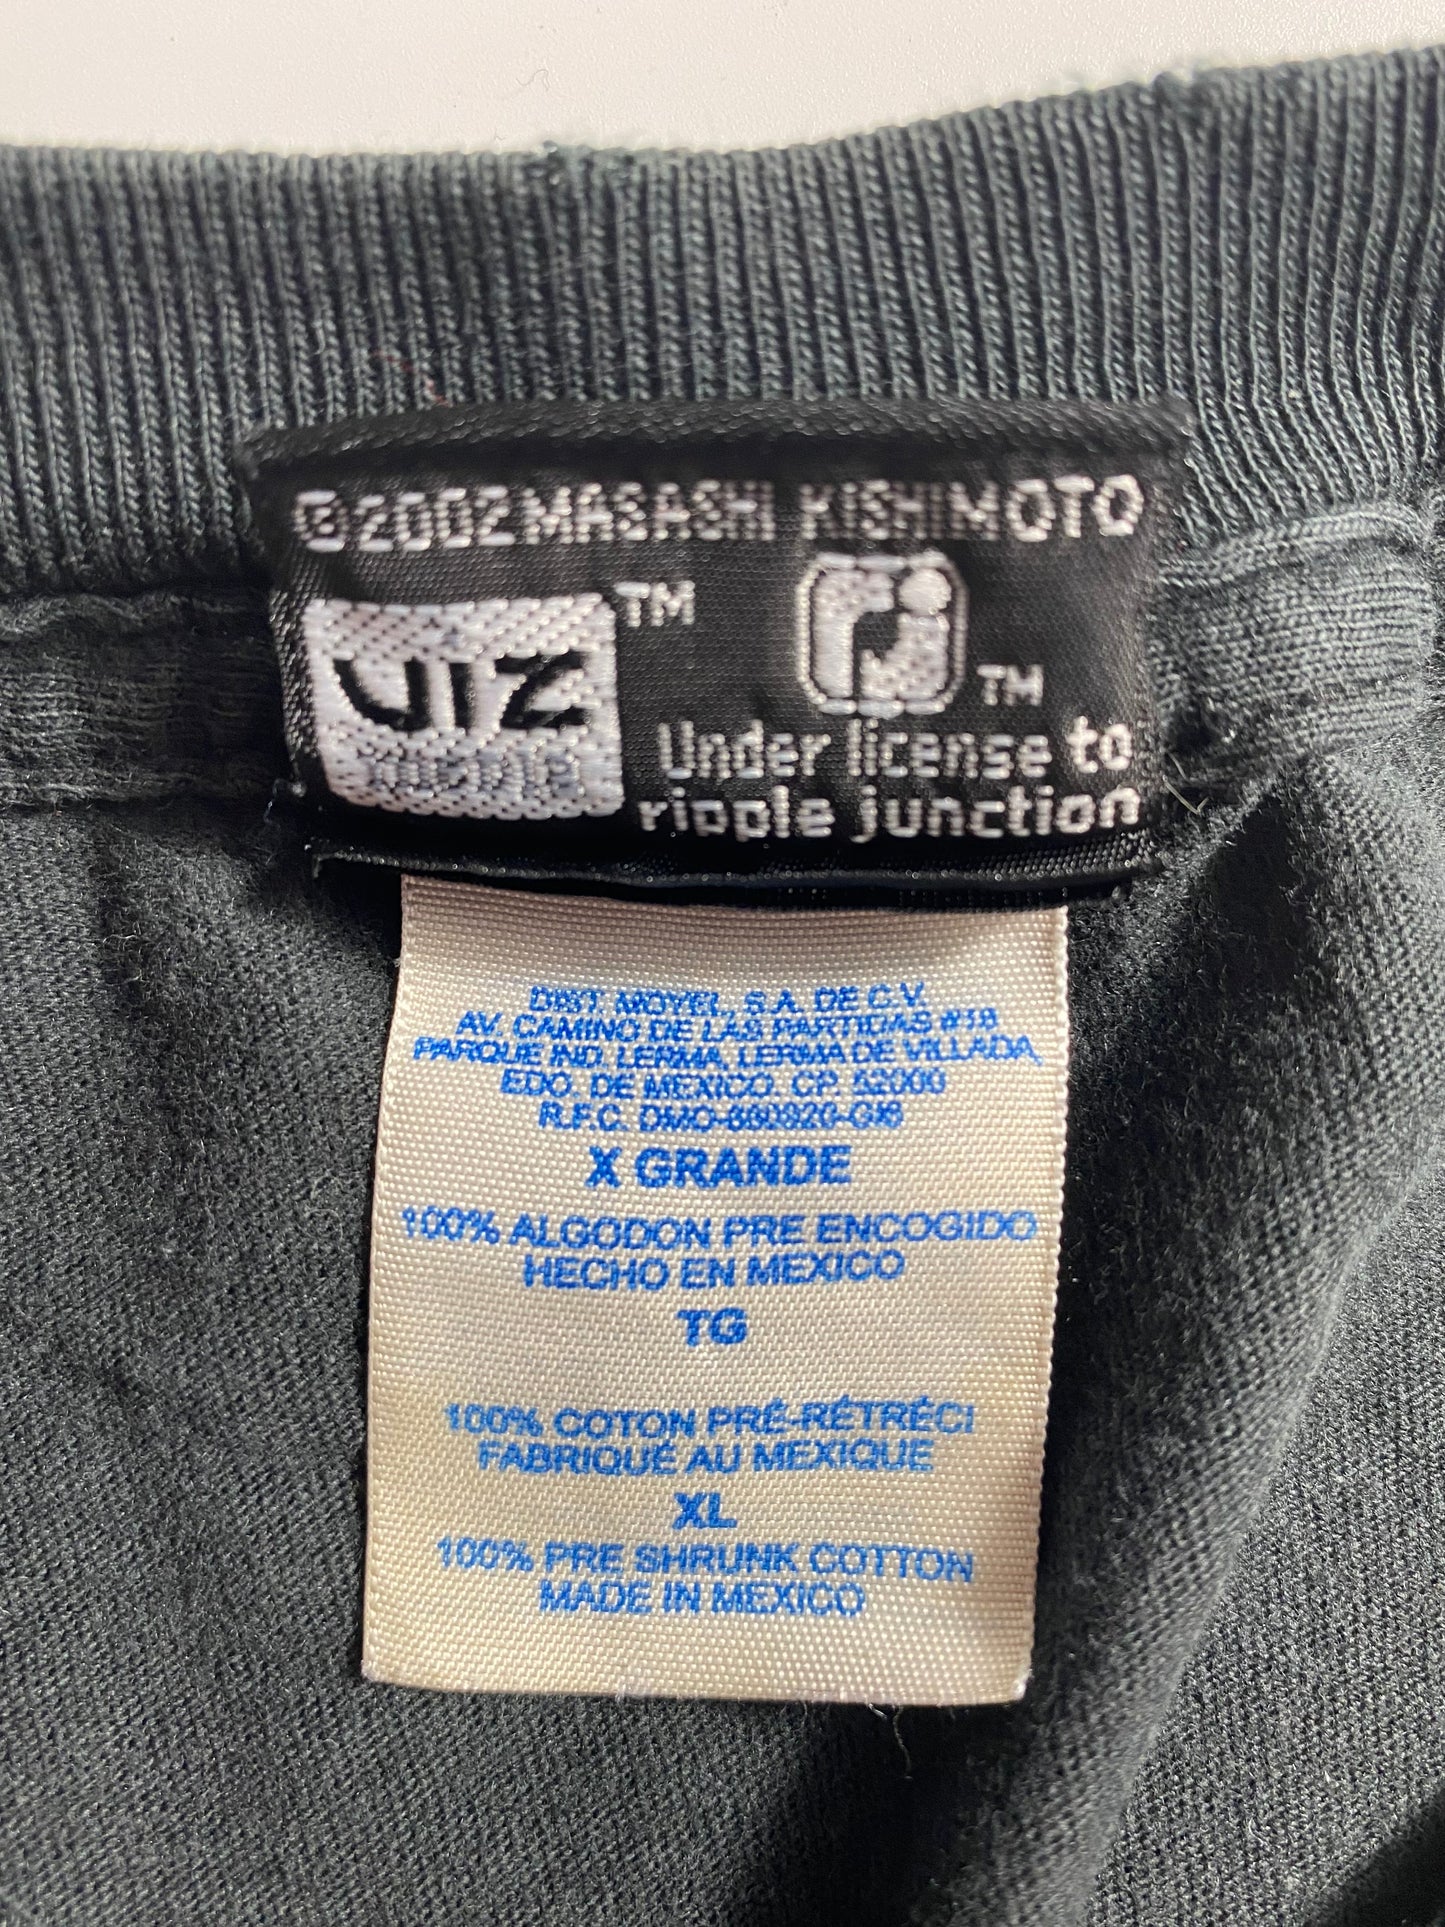 ©2002 MASASHI KISHIMOTO
VIZ TM
rj TM
Under license to
ripple junction
DIST. MOYEL, S.A. DE C.V.
AV. CAMINO DE LAS PARTIDAS #18
PARQUE IND. LERMA, LERMA DE VILLADA,
EDO. DE MEXICO. CP. 52000
R.F.C.
X GRANDE
100% ALGODON PRE ENCOGIDO
HECHO EN MEXICO
TG
100% COTON PRÉ-RÉTRÉCI
FABRIQUÉ AU MEXIQUE
XL
100% PRE SHRUNK COTTON
MADE IN MEXICO